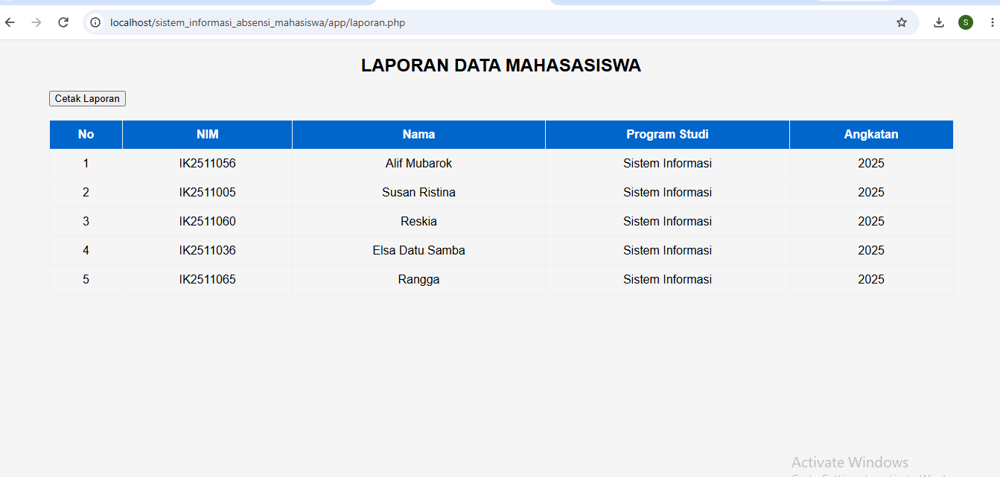 localhost/sistem_informasi_absensi_mahasiswa/app/laporan.php
S
LAPORAN DATA MAHASASISWA
Cetak Laporan
No NIM Nama Program Studi Angkatan
1 IK2511056 Alif Mubarok Sistem Informasi 2025
2 IK2511005 Susan Ristina Sistem Informasi 2025
3 IK2511060 Reskia Sistem Informasi 2025
4 IK2511036 Elsa Datu Samba Sistem Informasi 2025
5 IK2511065 Rangga Sistem Informasi 2025
Activate Windows